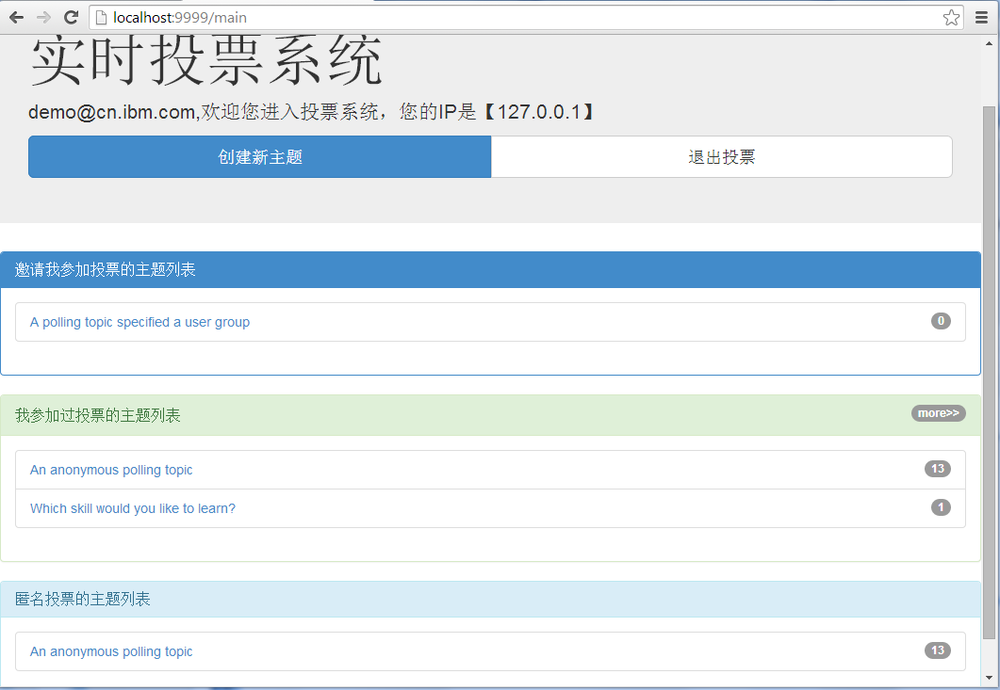 localhost:9999/main
实时投票系统
demo@cn.ibm.com,欢迎您进入投票系统，您的IP是【127.0.0.1】
创建新主题 退出投票
邀请我参加投票的主题列表
A polling topic specified a user group 0
我参加过投票的主题列表 more>>
An anonymous polling topic 13
Which skill would you like to learn? 1
匿名投票的主题列表
An anonymous polling topic 13